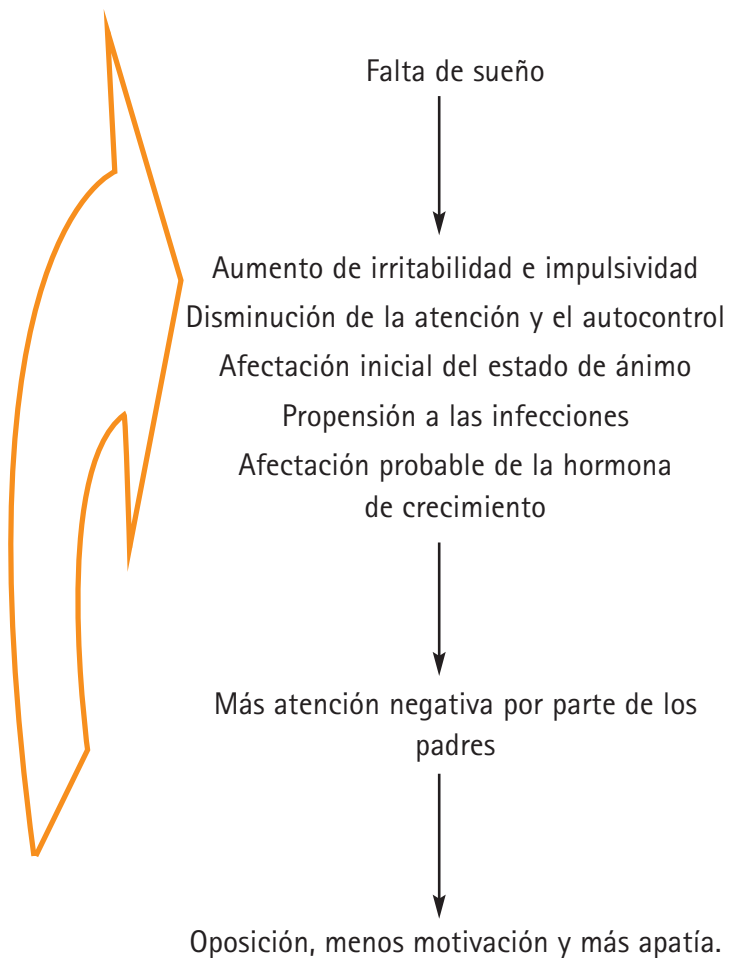 Falta de sueño
Aumento de irritabilidad e impulsividad
Disminución de la atención y el autocontrol
Afectación inicial del estado de ánimo
Propensión a las infecciones
Afectación probable de la hormona
de crecimiento
Más atención negativa por parte de los
padres
Oposición, menos motivación y más apatía.